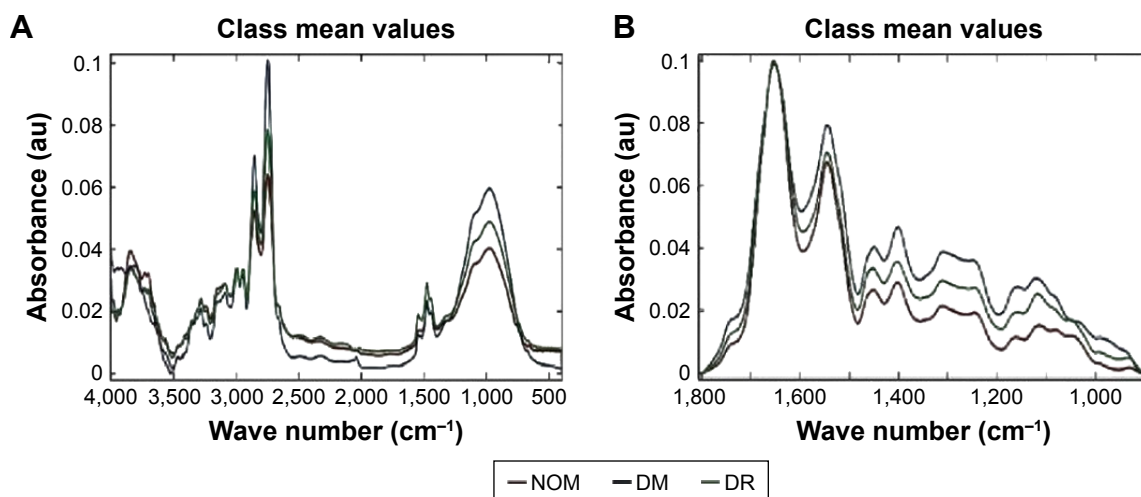 A
Class mean values
0.1
0.08
0.06
0.04
0.02
0
Absorbance (au)
4,000 3,500 3,000 2,500 2,000 1,500 1,000 500
Wave number (cm⁻¹)
B
Class mean values
0.1
0.08
0.06
0.04
0.02
0
Absorbance (au)
1,800 1,600 1,400 1,200 1,000
Wave number (cm⁻¹)
NOM DM DR